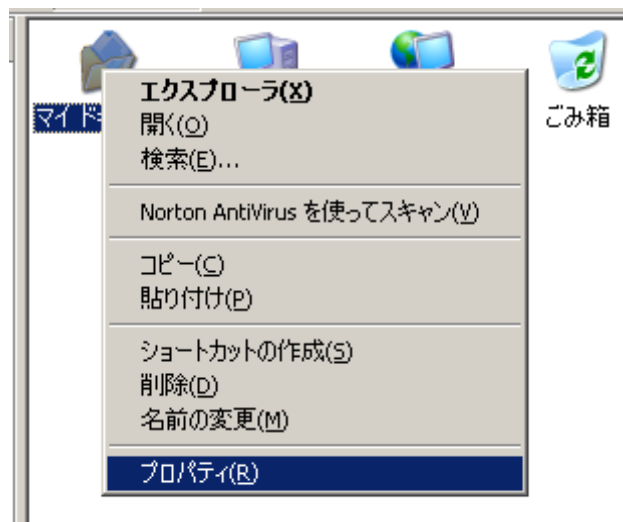 マイ ド
ごみ箱
エクスプローラ(X)
開く(O)
検索(E)...
Norton AntiVirus を使ってスキャン(V)
コピー(C)
貼り付け(P)
ショートカットの作成(S)
削除(D)
名前の変更(M)
プロパティ(R)